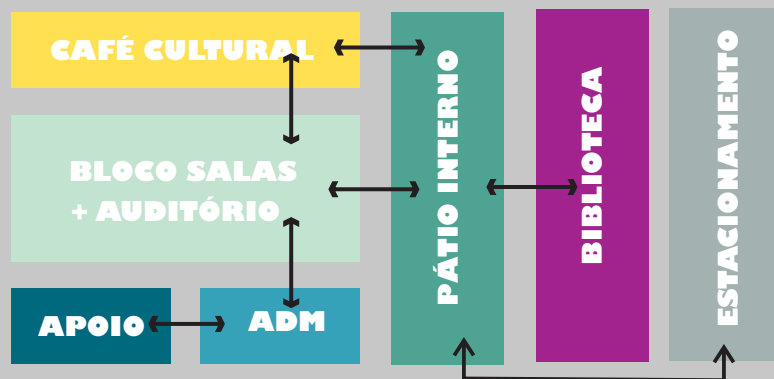 CAFÉ CULTURAL
BLOCO SALAS
+ AUDITÓRIO
APOIO
ADM
PÁTIO INTERNO
BIBLIOTECA
ESTACIONAMENTO